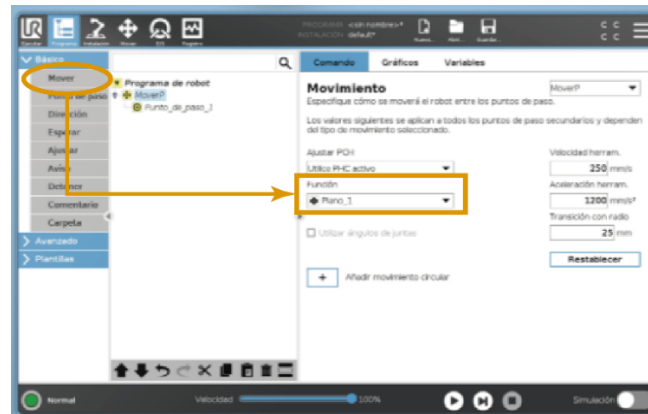 UR
Ejecutar Programa Instalación Mover E/S Registro
PROGRAMA <sin nombre>*
INSTALACIÓN default*
Nuevo... Abrir... Guardar...
C C
C C
Básico
Mover
Punto de paso
Dirección
Esperar
Ajustar
Aviso
Detener
Comentario
Carpeta
Avanzado
Plantillas
Programa de robot
MoverP
Punto_de_paso_1
Comando Gráficos Variables
Movimiento
MoverP
Especifique cómo se moverá el robot entre los puntos de paso.
Los valores siguientes se aplican a todos los puntos de paso secundarios y dependen
del tipo de movimiento seleccionado.
Ajustar PCH
Velocidad herram.
Utilice PHC activo
250 mm/s
Función
Aceleración herram.
Plano_1
1200 mm/s²
Transición con radio
Utilizar ángulos de juntas
25 mm
Restablecer
+ Añadir movimiento circular
Normal
Velocidad
100%
Simulación